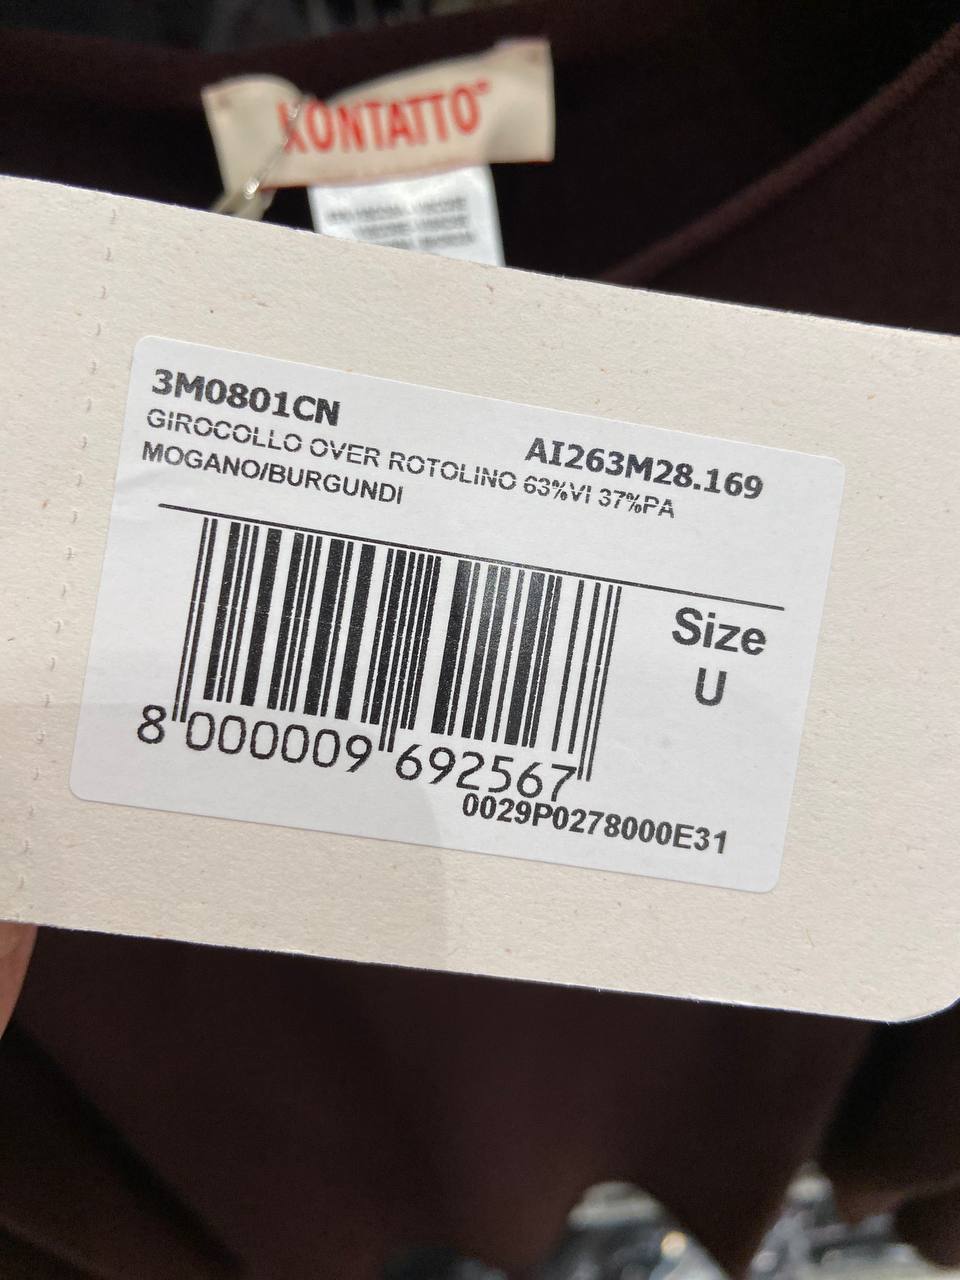 KONTATTO
3M0801CN
AI263M28.169
GIROCOLLO OVER ROTOLINO 63%VI 37%PA
MOGANO/BURGUNDI
Size
U
8 000009 692567
0029P0278000E31